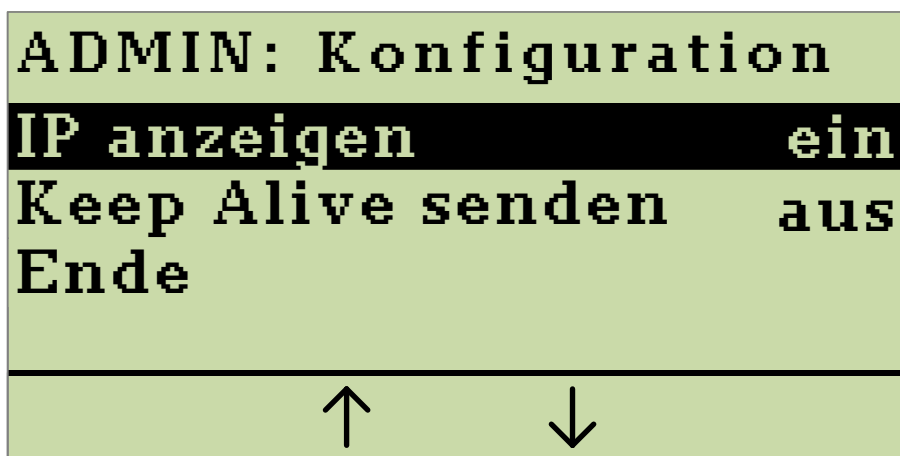 ADMIN: Konfiguration
IP anzeigen ein
Keep Alive senden aus
Ende
↑ ↓